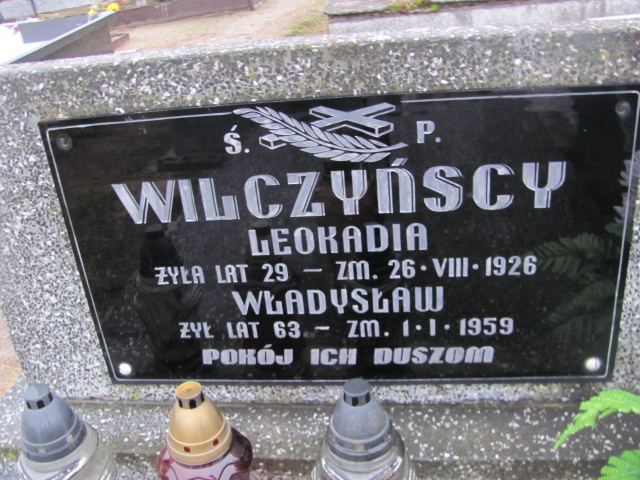 Ś. P.
WILCZYŃSCY
LEOKADIA
ŻYŁA LAT 29 – ZM. 26·VIII·1926
WŁADYSŁAW
ŻYŁ LAT 63 – ZM. 1·I·1959
POKÓJ ICH DUSZOM